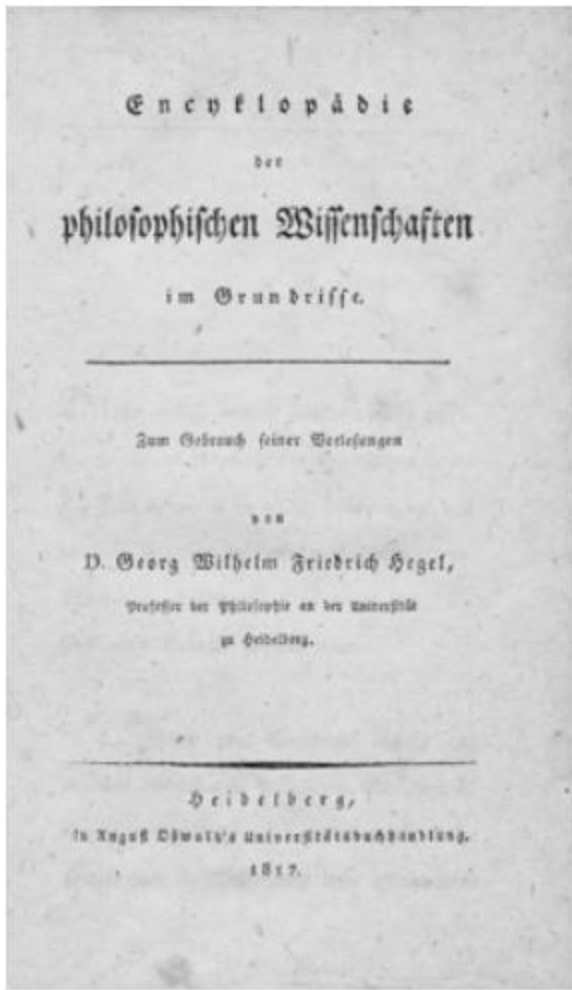 Encyklopädie
der
philosophischen Wissenschaften
im Grundrisse.
Zum Gebrauch seiner Vorlesungen
von
D. Georg Wilhelm Friedrich Hegel,
Professor der Philosophie an der Universität
zu Heidelberg.
Heidelberg,
in August Oßwald's Universitätsbuchhandlung.
1817.